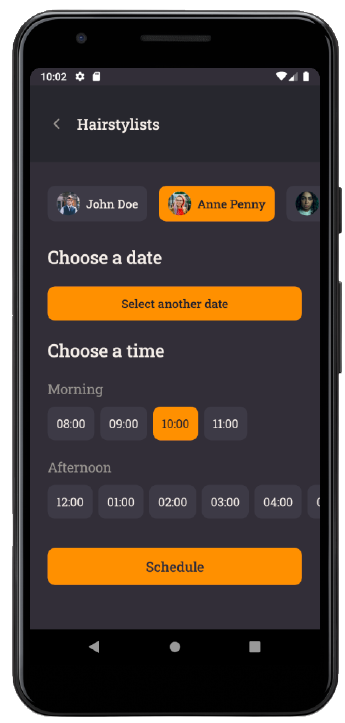 10:02
Hairstylists
John Doe Anne Penny
Choose a date
Select another date
Choose a time
Morning
08:00 09:00 10:00 11:00
Afternoon
12:00 01:00 02:00 03:00 04:00
Schedule